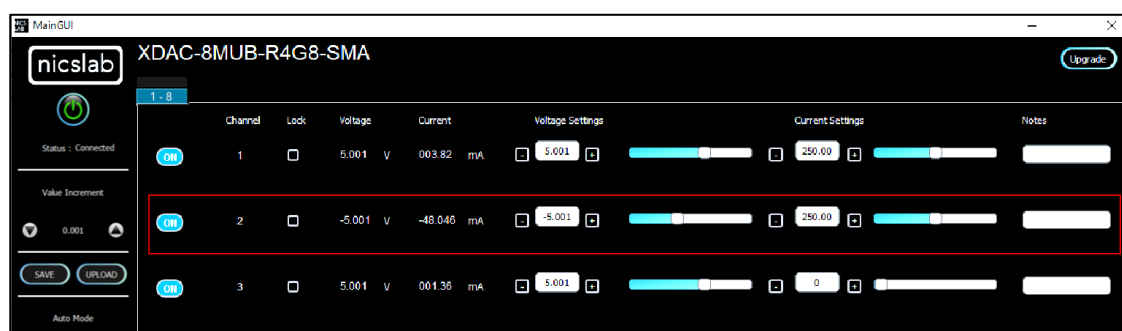 NICS LAB MainGUI
nicslab XDAC-8MUB-R4G8-SMA Upgrade
1 - 8
Channel Lock Voltage Current Voltage Settings Current Settings Notes
Status : Connected
ON 1 5.001 V 003.82 mA - 5.001 + - 250.00 +
Value Increment
0.001
ON 2 -5.001 V -48.046 mA - -5.001 + - 250.00 +
SAVE UPLOAD
ON 3 5.001 V 001.36 mA - 5.001 + - 0 +
Auto Mode